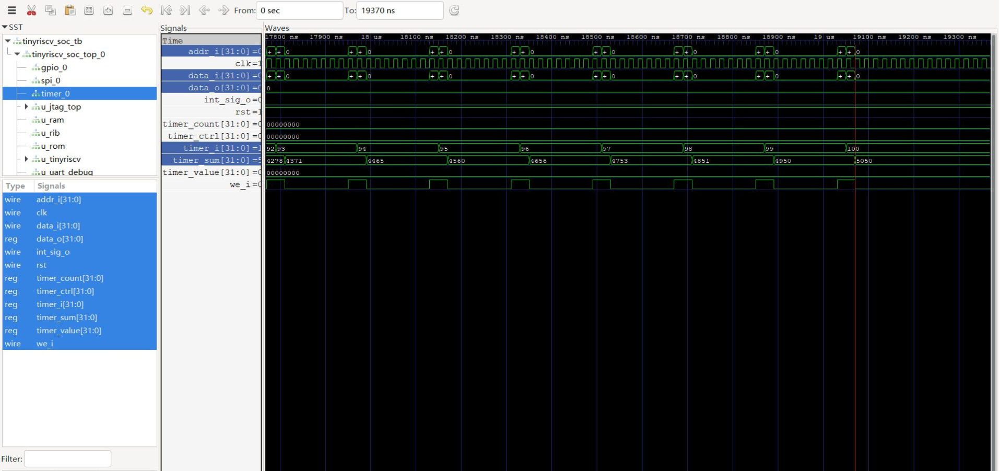 From: 0 sec To: 19370 ns
SST
tinyriscv_soc_tb
tinyriscv_soc_top_0
gpio_0
spi_0
timer_0
u_jtag_top
u_ram
u_rib
u_rom
u_tinyriscv
u_uart_debug
Type Signals
wire addr_i[31:0]
wire clk
wire data_i[31:0]
reg data_o[31:0]
wire int_sig_o
wire rst
reg timer_count[31:0]
reg timer_ctrl[31:0]
reg timer_i[31:0]
reg timer_sum[31:0]
reg timer_value[31:0]
wire we_i
Filter:
Signals
Time
addr_i[31:0]=0
clk=1
data_i[31:0]=0
data_o[31:0]=0
int_sig_o=0
rst=1
timer_count[31:0]=0
timer_ctrl[31:0]=0
timer_i[31:0]=1
timer_sum[31:0]=5
timer_value[31:0]=0
we_i=0
Waves
17800 ns 17900 ns 18 us 18100 ns 18200 ns 18300 ns 18400 ns 18500 ns 18600 ns 18700 ns 18800 ns 18900 ns 19 us 19100 ns 19200 ns 19300 ns
+ + 0 + + 0 + + 0 + + 0 + + 0 + + 0 + + 0 + + 0
+ + 0 + + 0 + + 0 + + 0 + + 0 + + 0 + + 0 + + 0
0
00000000
00000000
92 93 94 95 96 97 98 99 100
4278 4371 4465 4560 4656 4753 4851 4950 5050
00000000